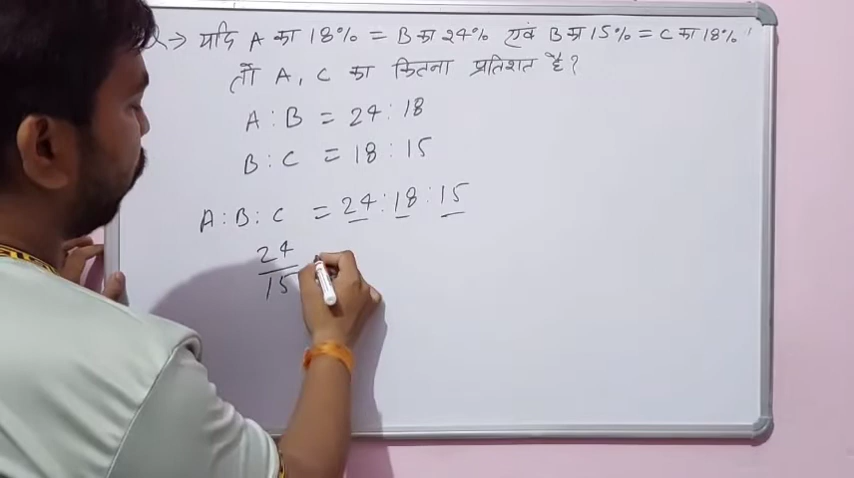 → यदि A का 18% = B का 24% एवं B का 15% = C का 18%
तो A, C का कितना प्रतिशत है?
A : B = 24 : 18
B : C = 18 : 15
A : B : C = 24 : 18 : 15
24
15